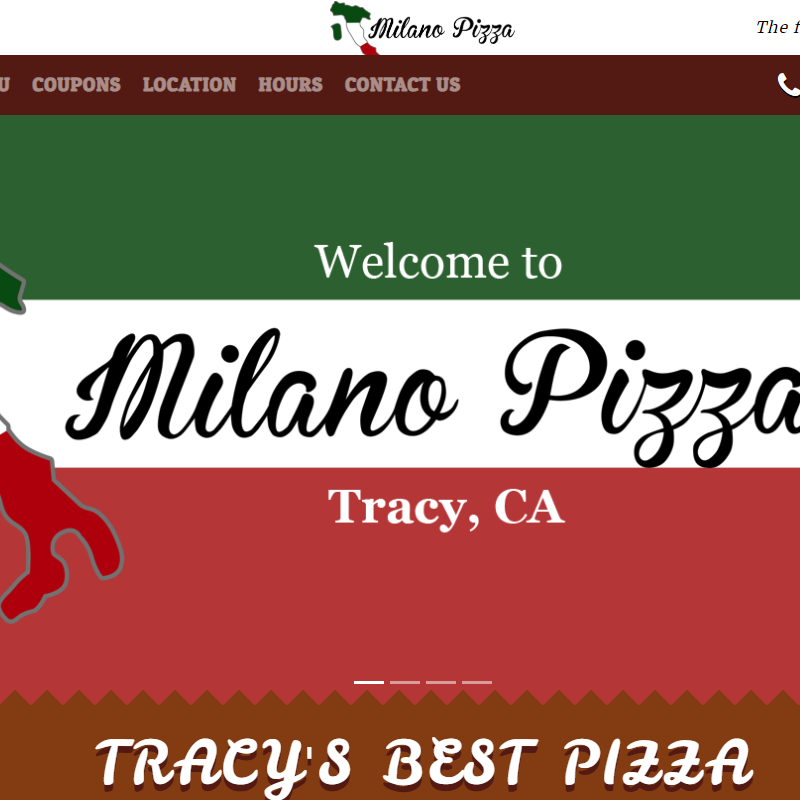 Milano Pizza
The f
U COUPONS LOCATION HOURS CONTACT US
Welcome to
Milano Pizza
Tracy, CA
TRACY'S BEST PIZZA